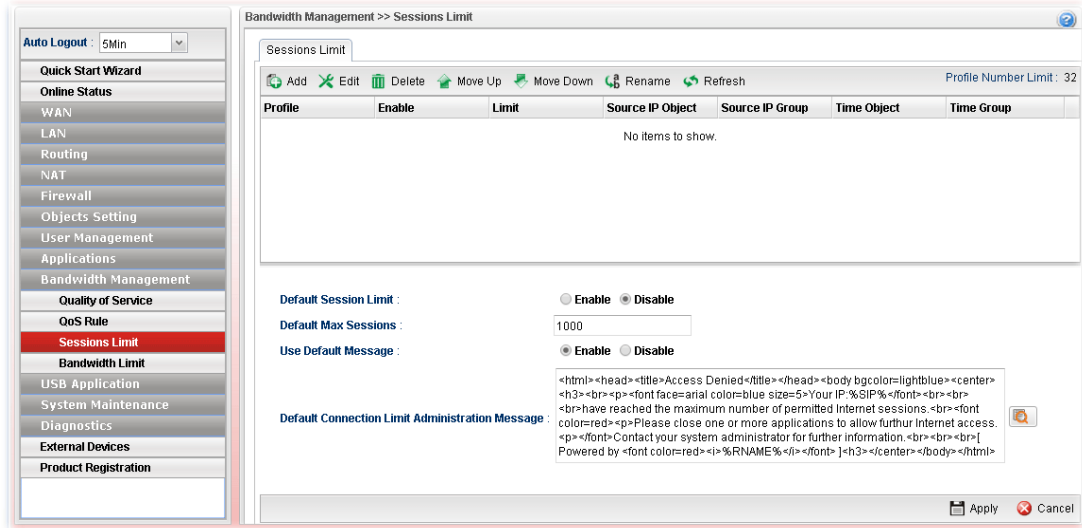 Bandwidth Management >> Sessions Limit
Auto Logout : 5Min
Quick Start Wizard
Online Status
WAN
LAN
Routing
NAT
Firewall
Objects Setting
User Management
Applications
Bandwidth Management
Quality of Service
QoS Rule
Sessions Limit
Bandwidth Limit
USB Application
System Maintenance
Diagnostics
External Devices
Product Registration
Sessions Limit
Add Edit Delete Move Up Move Down Rename Refresh Profile Number Limit : 32
Profile Enable Limit Source IP Object Source IP Group Time Object Time Group
No items to show.
Default Session Limit : Enable Disable
Default Max Sessions : 1000
Use Default Message : Enable Disable
Default Connection Limit Administration Message :
<html><head><title>Access Denied</title></head><body bgcolor=lightblue><center>
<h3><br><p><font face=arial color=blue size=5>Your IP:%SIP%</font><br><br>
<br>have reached the maximum number of permitted Internet sessions.<br><font
color=red><p>Please close one or more applications to allow furthur Internet access.
<p></font>Contact your system administrator for further information.<br><br><br>[
Powered by <font color=red><i>%RNAME%</i></font> ]<h3></center></body></html>
Apply Cancel